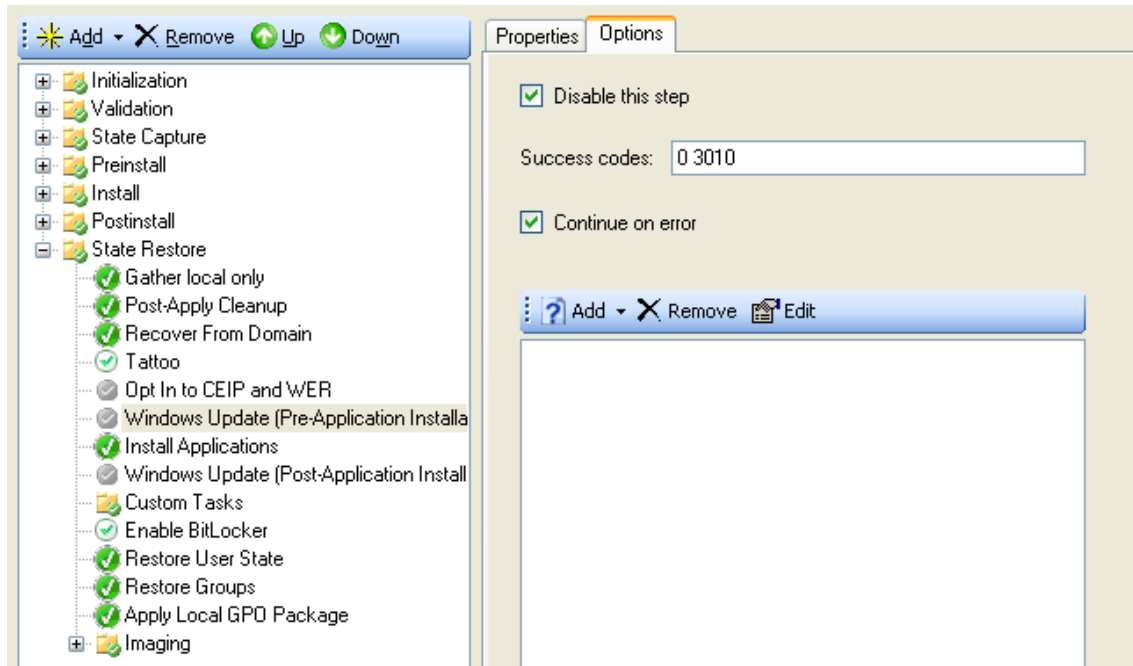 Add Remove Up Down
Initialization
Validation
State Capture
Preinstall
Install
Postinstall
State Restore
Gather local only
Post-Apply Cleanup
Recover From Domain
Tattoo
Opt In to CEIP and WER
Windows Update (Pre-Application Installa
Install Applications
Windows Update (Post-Application Install
Custom Tasks
Enable BitLocker
Restore User State
Restore Groups
Apply Local GPO Package
Imaging
Properties Options
Disable this step
Success codes: 0 3010
Continue on error
Add Remove Edit